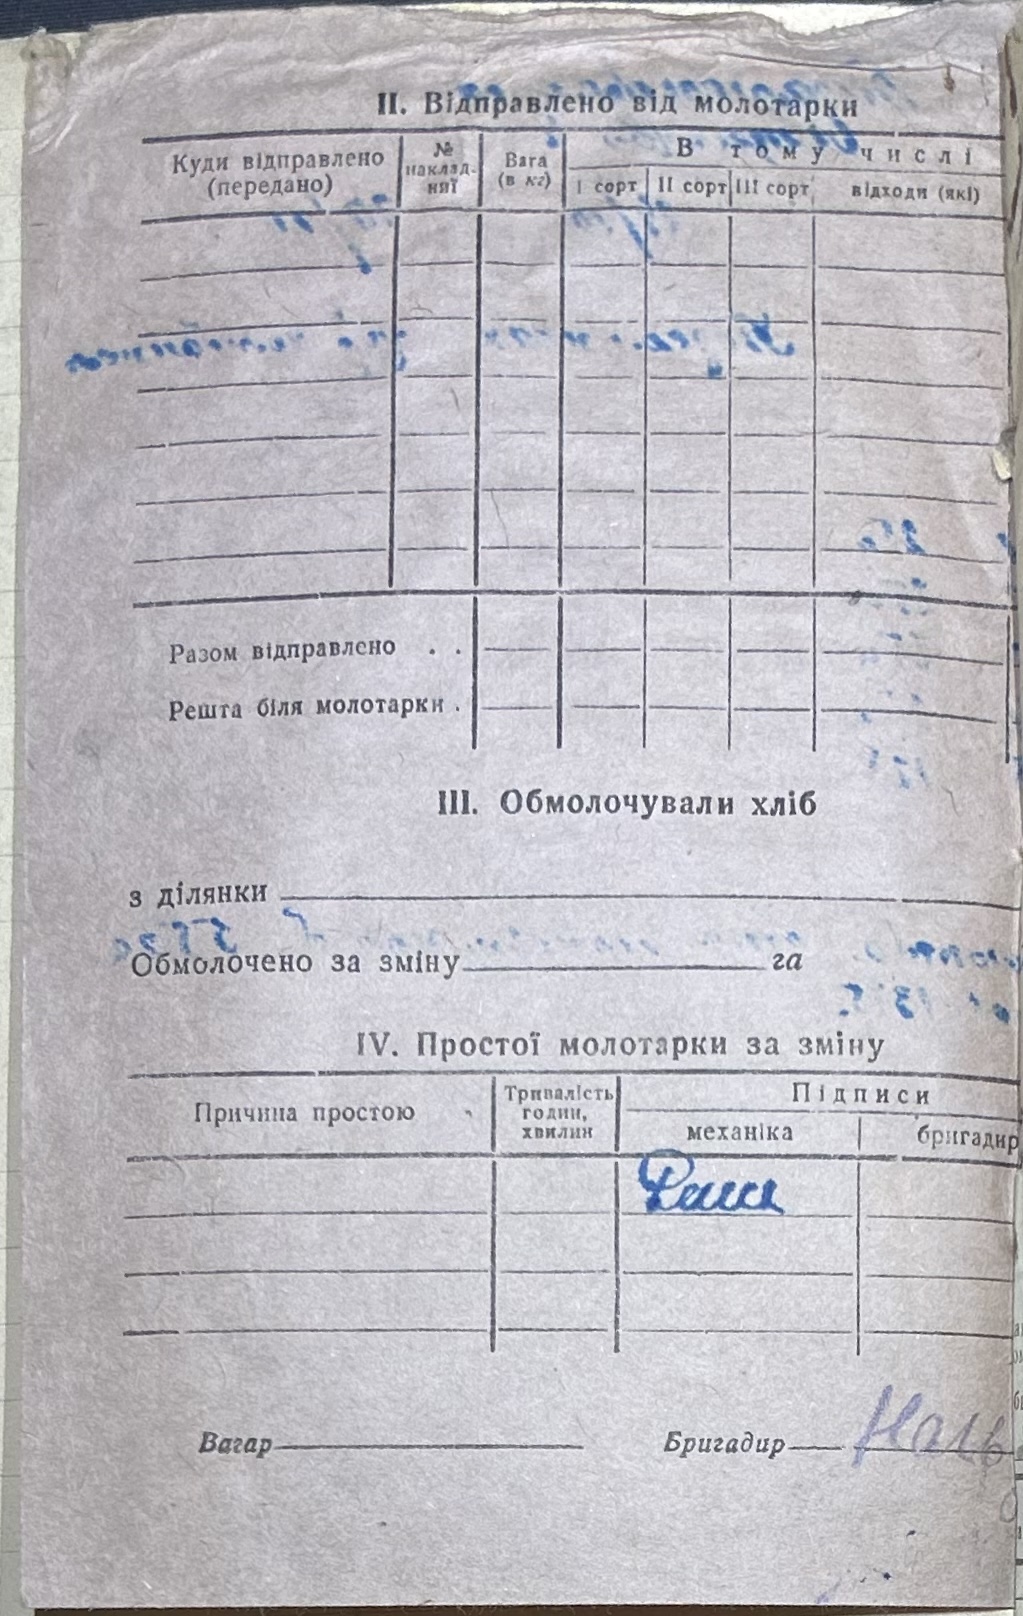 II. Відправлено від молотарки
Куди відправлено (передано)
№ наклад-ної
Вага (в кг)
В тому числі
I сорт
II сорт
III сорт
відходи (які)
Разом відправлено . .
Решта біля молотарки .
III. Обмолочували хліб
з ділянки
Обмолочено за зміну га
IV. Простої молотарки за зміну
Причина простою
Тривалість годин, хвилин
Підписи
механіка
бригадир
Вагар
Бригадир